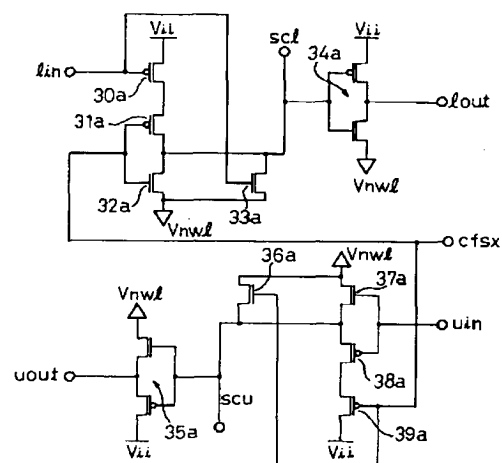 Vii
scl
34a
Vii
lin
30a
lout
31a
32a
33a
Vnwl
Vnwl
cfsx
36a
Vnwl
Vnwl
37a
uin
uout
38a
35a
scu
39a
Vii
Vii